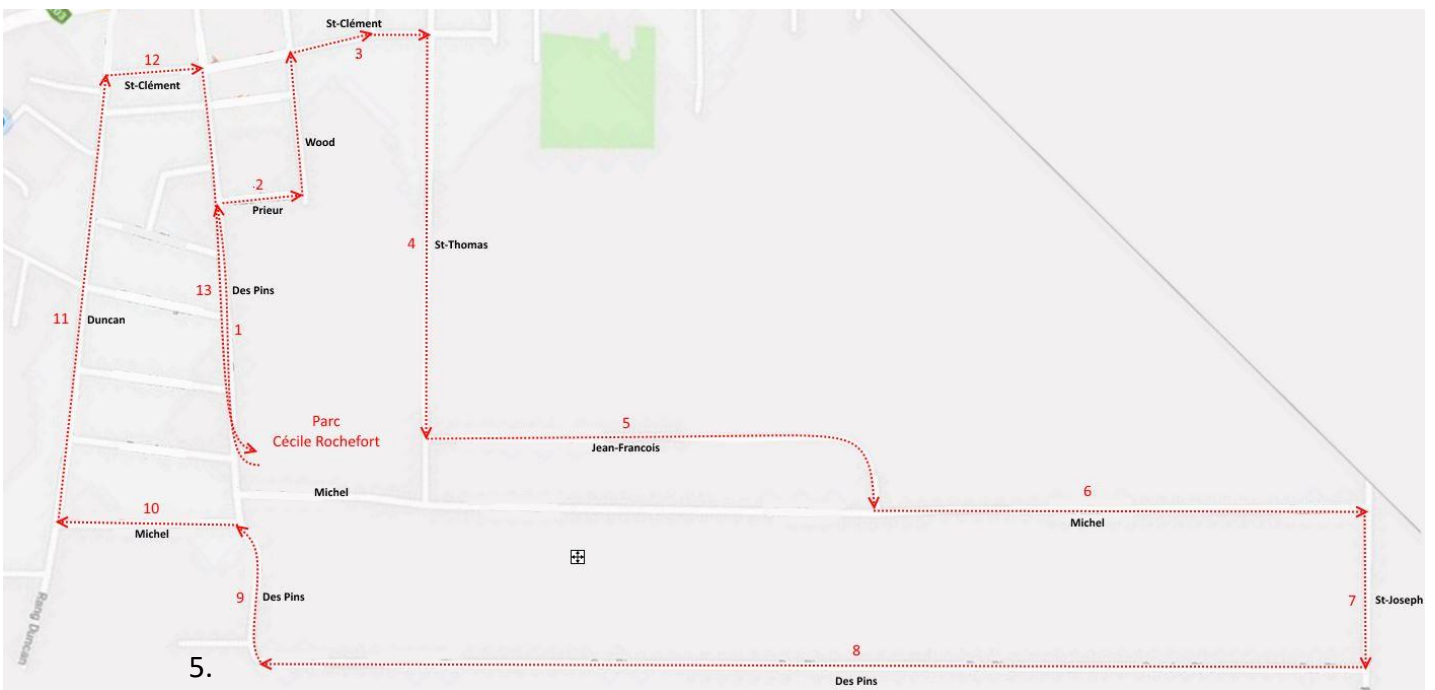 St-Clément
3
12
St-Clément
Wood
2
Prieur
4
St-Thomas
13
Des Pins
1
11
Duncan
Parc
Cécile Rochefort
5
Jean-Francois
Michel
6
Michel
10
Michel
9
Des Pins
7
St-Joseph
Rang Duncan
8
Des Pins
5.